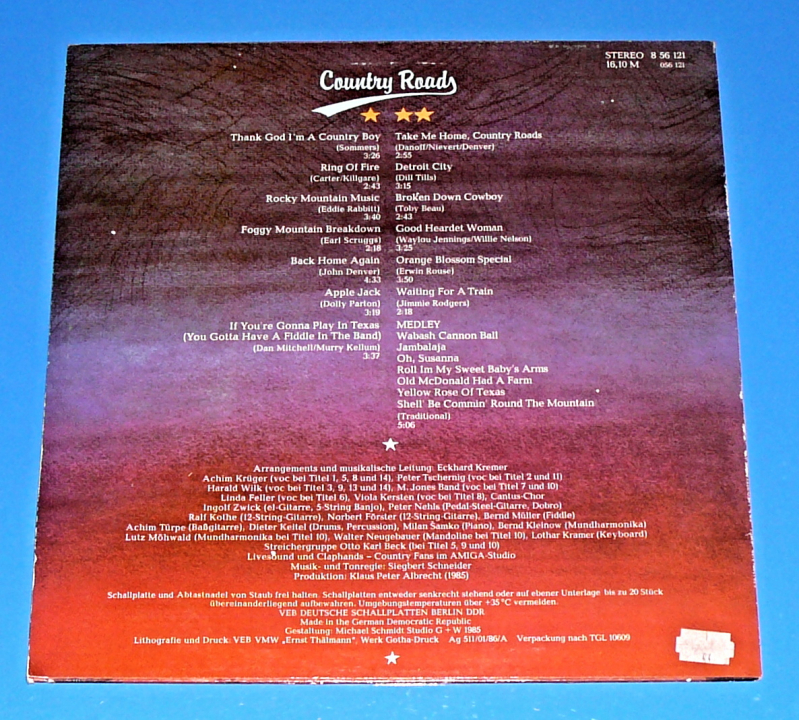 STEREO 8 56 121
16,10 M 056 121
Country Roads
Thank God I'm A Country Boy
(Sommers)
3:26
Ring Of Fire
(Carter/Killgare)
2:43
Rocky Mountain Music
(Eddie Rabbitt)
3:40
Foggy Mountain Breakdown
(Earl Scruggs)
2:18
Back Home Again
(John Denver)
4:33
Apple Jack
(Dolly Parton)
3:19
If You're Gonna Play In Texas
(You Gotta Have A Fiddle In The Band)
(Dan Mitchell/Murry Kellum)
3:37
Take Me Home, Country Roads
(Danoff/Nievert/Denver)
2:55
Detroit City
(Dill Tills)
3:15
Broken Down Cowboy
(Toby Beau)
2:43
Good Heardet Woman
(Waylou Jennings/Willie Nelson)
3:25
Orange Blossom Special
(Erwin Rouse)
3:50
Waiting For A Train
(Jimmie Rodgers)
2:18
MEDLEY
Wabash Cannon Ball
Jambalaja
Oh, Susanna
Roll Im My Sweet Baby's Arms
Old McDonald Had A Farm
Yellow Rose Of Texas
Shell' Be Commin' Round The Mountain
(Traditional)
5:06
Arrangements und musikalische Leitung: Eckhard Kremer
Achim Krüger (voc bei Titel 1, 5, 8 und 14), Peter Tschernig (voc bei Titel 2 und 11)
Harald Wilk (voc bei Titel 3, 9, 13 und 14), M. Jones Band (voc bei Titel 7 und 10)
Linda Feller (voc bei Titel 6), Viola Kersten (voc bei Titel 8), Cantus-Chor
Ingolf Zwick (el-Gitarre, 5-String Banjo), Peter Nehls (Pedal-Steel-Gitarre, Dobro)
Ralf Kolhe (12-String-Gitarre), Norbert Förster (12-String-Gitarre), Bernd Müller (Fiddle)
Achim Türpe (Baßgitarre), Dieter Keitel (Drums, Percussion), Milan Šamko (Piano), Bernd Kleinow (Mundharmonika)
Lutz Möhwald (Mundharmonika bei Titel 10), Walter Neugebauer (Mandoline bei Titel 10), Lothar Kramer (Keyboard)
Streichergruppe Otto Karl Beck (bei Titel 5, 9 und 10)
Livesound und Claphands – Country Fans im AMIGA-Studio
Musik- und Tonregie: Siegbert Schneider
Produktion: Klaus Peter Albrecht (1985)
Schallplatte und Abtastnadel von Staub frei halten. Schallplatten entweder senkrecht stehend oder auf ebener Unterlage bis zu 20 Stück
übereinanderliegend aufbewahren. Umgebungstemperaturen über +35°C vermeiden.
VEB DEUTSCHE SCHALLPLATTEN BERLIN DDR
Made in the German Democratic Republic
Gestaltung: Michael Schmidt Studio G + W 1985
Lithografie und Druck: VEB VMW „Ernst Thälmann", Werk Gotha-Druck Ag 511/01/86/A Verpackung nach TGL 10609